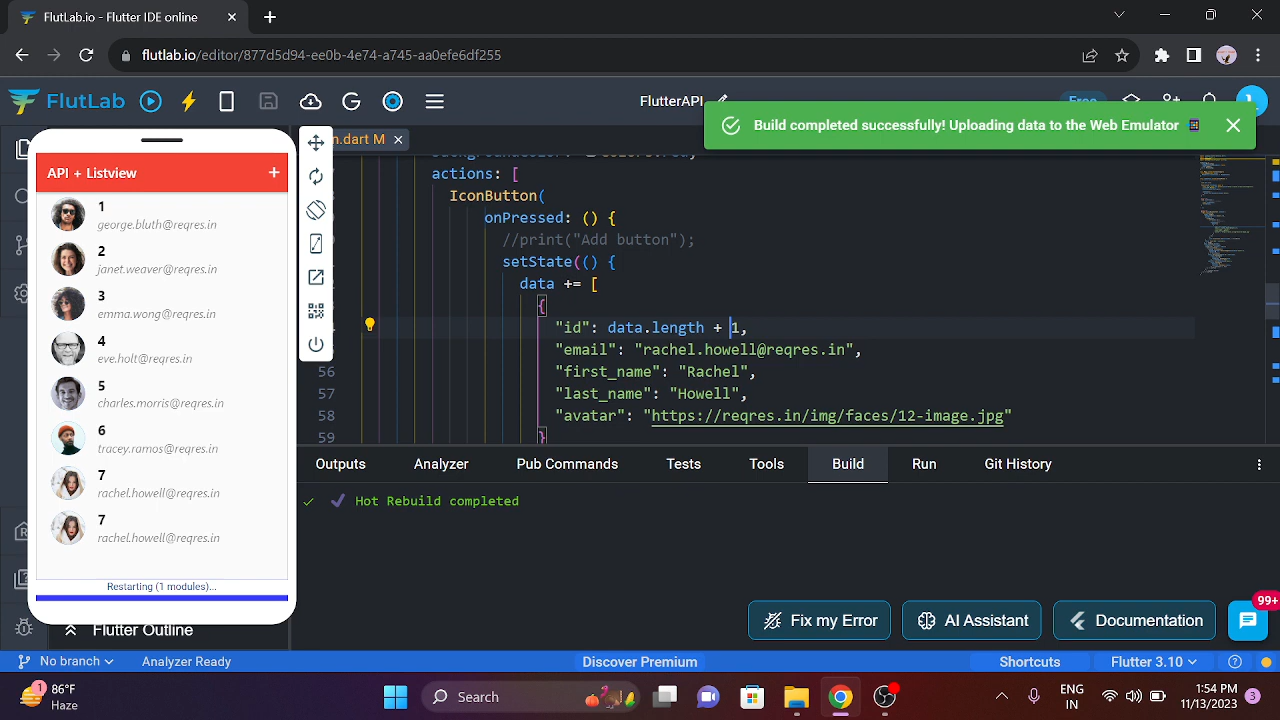 FlutLab.io - Flutter IDE online
flutlab.io/editor/877d5d94-ee0b-4e74-a745-aa0efe6df255
FlutLab
FlutterAPI
Build completed successfully! Uploading data to the Web Emulator
n.dart M
API + Listview
+
1
george.bluth@reqres.in
2
janet.weaver@reqres.in
3
emma.wong@reqres.in
4
eve.holt@reqres.in
5
charles.morris@reqres.in
6
tracey.ramos@reqres.in
7
rachel.howell@reqres.in
7
rachel.howell@reqres.in
Restarting (1 modules)...
Flutter Outline
actions: [
IconButton(
onPressed: () {
//print("Add button");
setState(() {
data += [
{
"id": data.length + 1,
"email": "rachel.howell@reqres.in",
56 "first_name": "Rachel",
57 "last_name": "Howell",
58 "avatar": "https://reqres.in/img/faces/12-image.jpg"
59 }
Outputs Analyzer Pub Commands Tests Tools Build Run Git History
Hot Rebuild completed
Fix my Error AI Assistant Documentation 99+
No branch Analyzer Ready Discover Premium Shortcuts Flutter 3.10
1 86°F
Haze
Search
ENG
IN
1:54 PM
11/13/2023
3